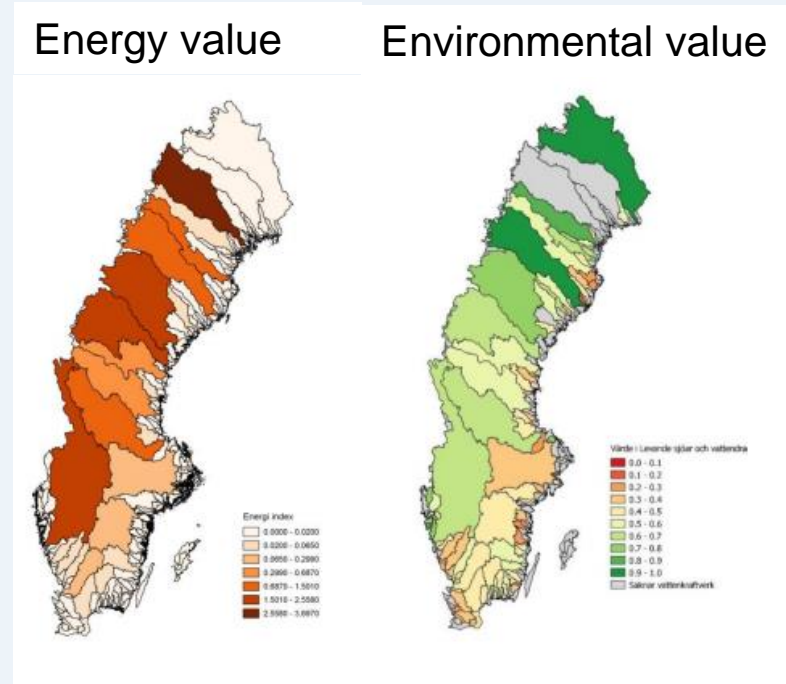 Energy value
Environmental value
Energi index
0.0000 - 0.0200
0.0200 - 0.0650
0.0650 - 0.2990
0.2990 - 0.6870
0.6870 - 1.5010
1.5010 - 2.5580
2.5580 - 3.6670
Värde i Levande sjöar och vattendra
0.0 - 0.1
0.1 - 0.2
0.2 - 0.3
0.3 - 0.4
0.4 - 0.5
0.5 - 0.6
0.6 - 0.7
0.7 - 0.8
0.8 - 0.9
0.9 - 1.0
Saknar vattenkraftverk